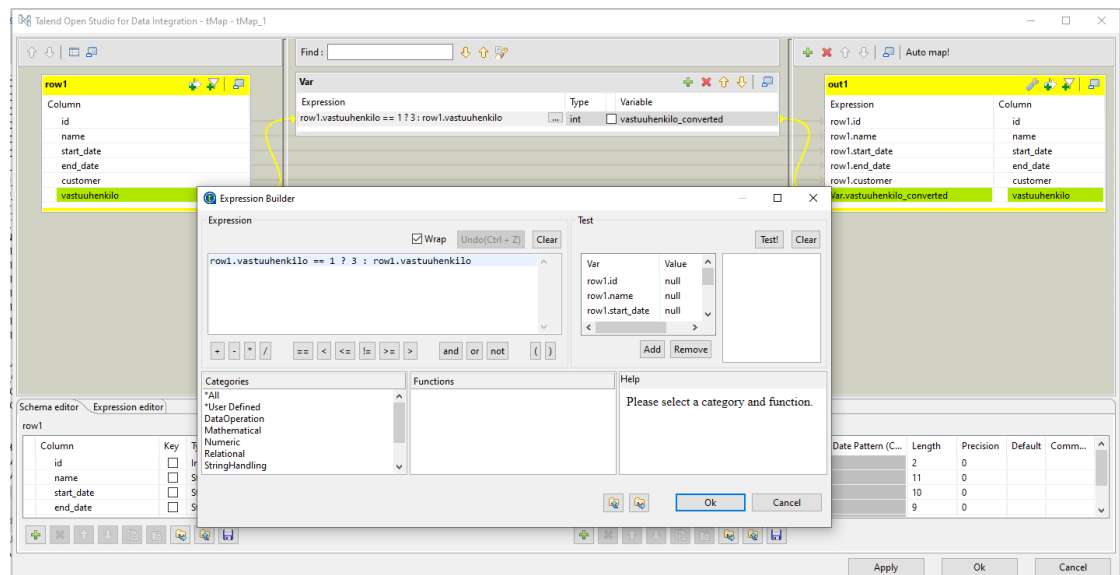 Talend Open Studio for Data Integration - tMap - tMap_1
Find :
Auto map!
row1
Column
id
name
start_date
end_date
customer
vastuuhenkilo
Var
Expression Type Variable
row1.vastuuhenkilo == 1 ? 3 : row1.vastuuhenkilo ... int vastuuhenkilo_converted
out1
Expression Column
row1.id id
row1.name name
row1.start_date start_date
row1.end_date end_date
row1.customer customer
Var.vastuuhenkilo_converted vastuuhenkilo
Expression Builder
Expression
Wrap Undo(Ctrl + Z) Clear
row1.vastuuhenkilo == 1 ? 3 : row1.vastuuhenkilo
+ - * / == < <= != >= > and or not ( )
Test
Test! Clear
Var Value
row1.id null
row1.name null
row1.start_date null
Add Remove
Categories
*All
*User Defined
DataOperation
Mathematical
Numeric
Relational
StringHandling
Functions
Help
Please select a category and function.
Ok Cancel
Schema editor Expression editor
row1
Column Key
id
name
start_date
end_date
Date Pattern (C... Length Precision Default Comm...
2 0
11 0
10 0
9 0
Apply Ok Cancel